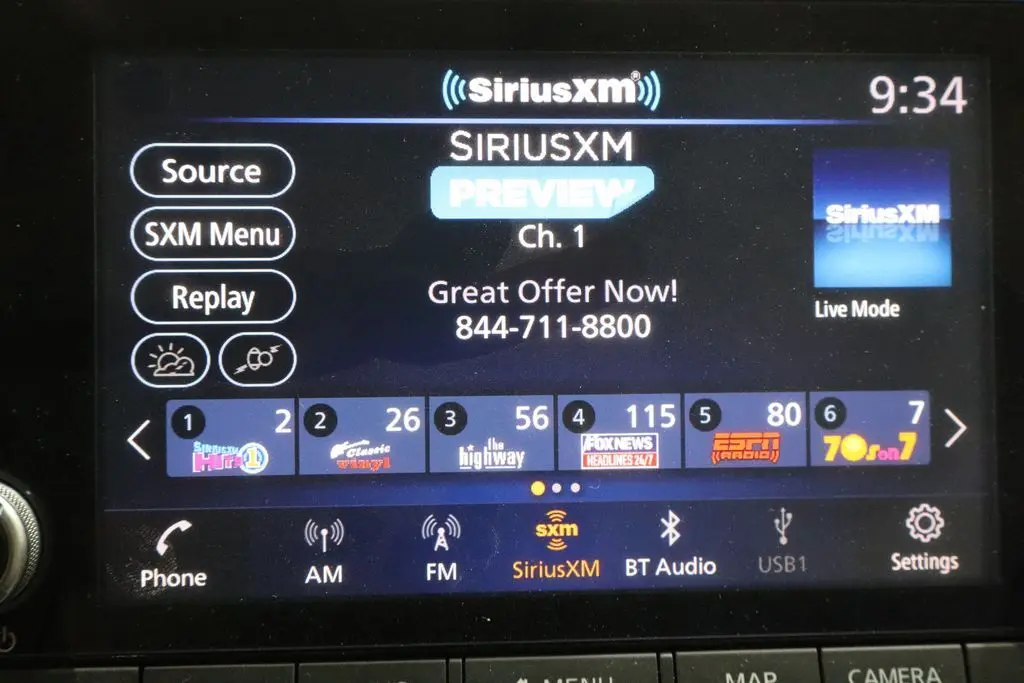 SiriusXM®
9:34
SIRIUSXM
PREVIEW
Ch. 1
Great Offer Now!
844-711-8800
Source
SXM Menu
Replay
SiriusXM
Live Mode
1 2
SIRIUSXM
HITS 1
2 26
Classic
vinyl
3 56
the
highway
4 115
FOX NEWS
HEADLINES 24/7
5 80
ESPN
RADIO
6 7
70s on 7
Phone
AM
FM
sxm
SiriusXM
BT Audio
USB1
Settings
MENU
MAP
CAMERA